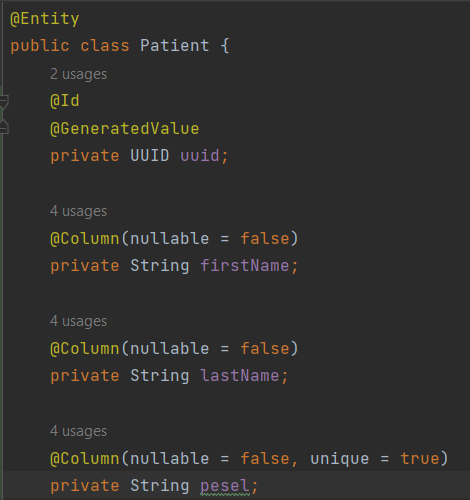 @Entity
public class Patient {
2 usages
@Id
@GeneratedValue
private UUID uuid;
4 usages
@Column(nullable = false)
private String firstName;
4 usages
@Column(nullable = false)
private String lastName;
4 usages
@Column(nullable = false, unique = true)
private String pesel;